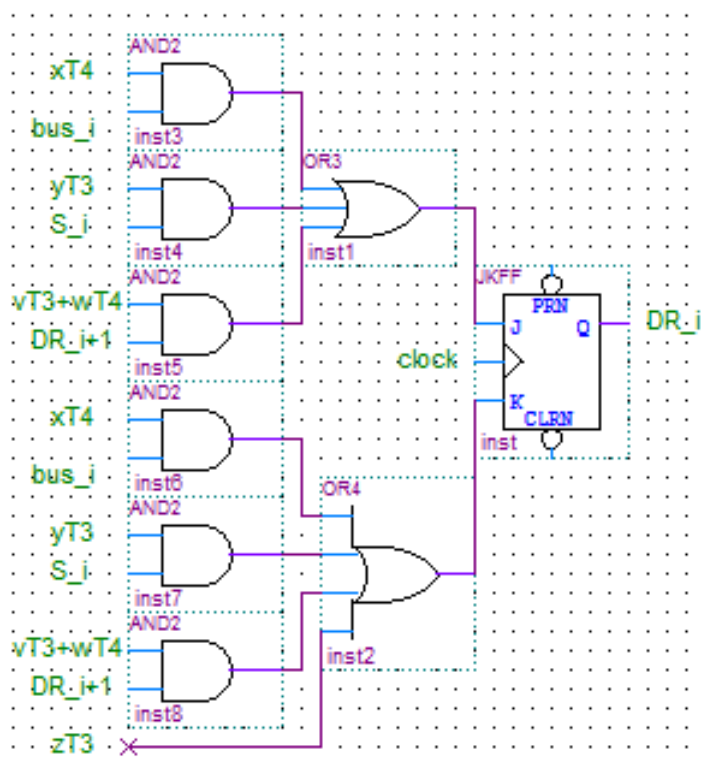 AND2
xT4
bus_i
inst3
AND2
yT3
S_i
inst4
OR3
inst1
AND2
vT3+wT4
DR_i+1
inst5
JKFF
PRN
J
Q
DR_i
clock
K
CLRN
inst
AND2
xT4
bus_i
inst6
OR4
AND2
yT3
S_i
inst7
AND2
vT3+wT4
DR_i+1
inst8
inst2
zT3